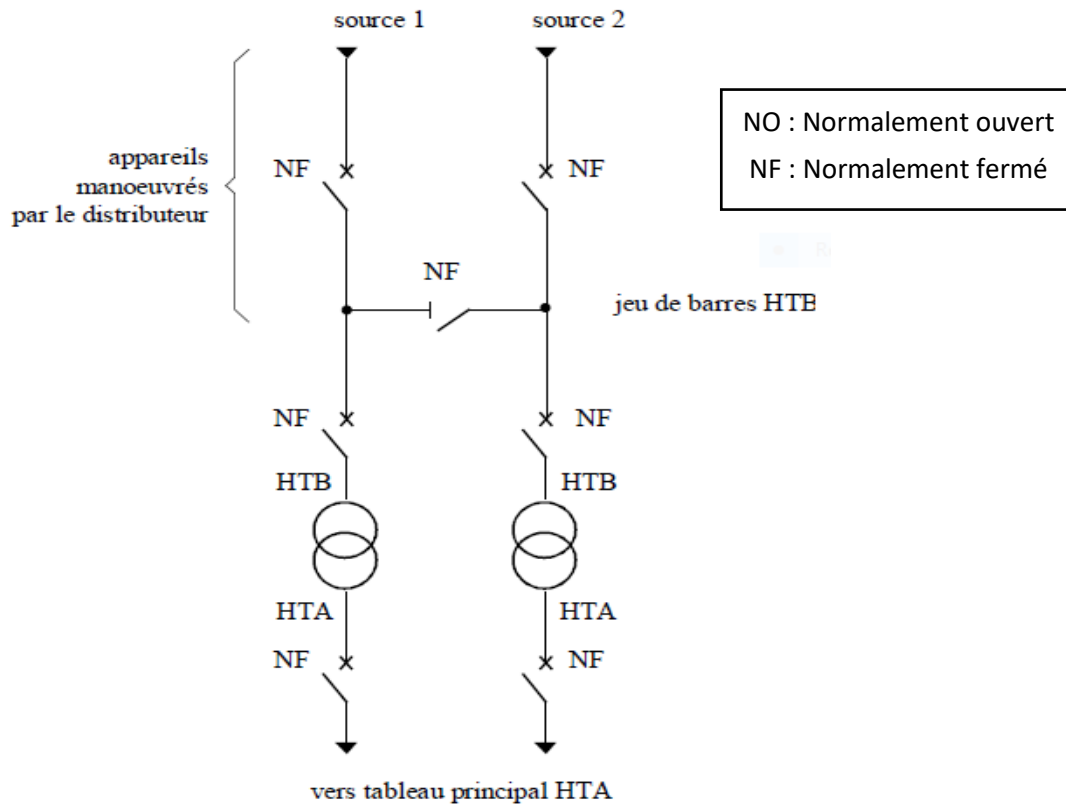 source 1
source 2
NO : Normalement ouvert
NF : Normalement fermé
appareils
manoeuvrés
par le distributeur
NF
NF
NF
jeu de barres HTB
NF
NF
HTB
HTB
HTA
HTA
NF
NF
vers tableau principal HTA